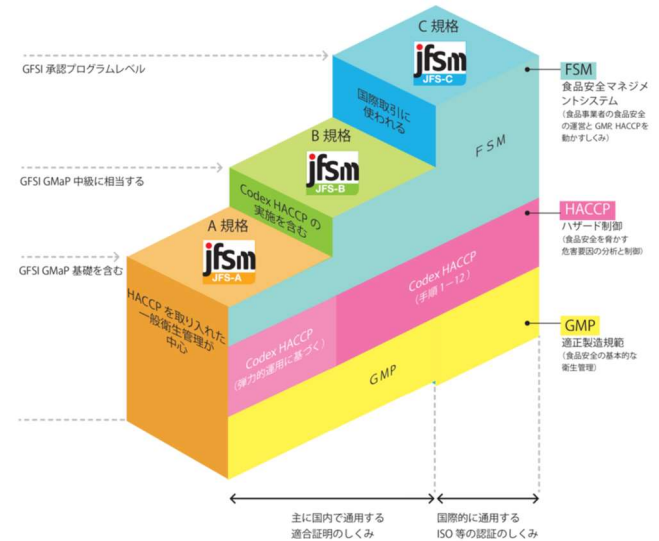 C 規格
jfsm
JFS-C
GFSI 承認プログラムレベル
国際取引に
使われる
FSM
FSM
食品安全マネジメ
ントシステム
(食品事業者の食品安全
の運営と GMP, HACCPを
動かすしくみ)
B 規格
jfsm
JFS-B
GFSI GMaP 中級に相当する
Codex HACCP の
実施を含む
HACCP
ハザード制御
(食品安全を脅かす
危害要因の分析と制御)
A 規格
jfsm
JFS-A
GFSI GMaP 基礎を含む
HACCP を取り入れた
一般衛生管理が
中心
Codex HACCP
(手順 1ー12)
Codex HACCP
(弾力的運用に基づく)
GMP
GMP
適正製造規範
(食品安全の基本的な
衛生管理)
主に国内で通用する
適合証明のしくみ
国際的に通用する
ISO 等の認証のしくみ